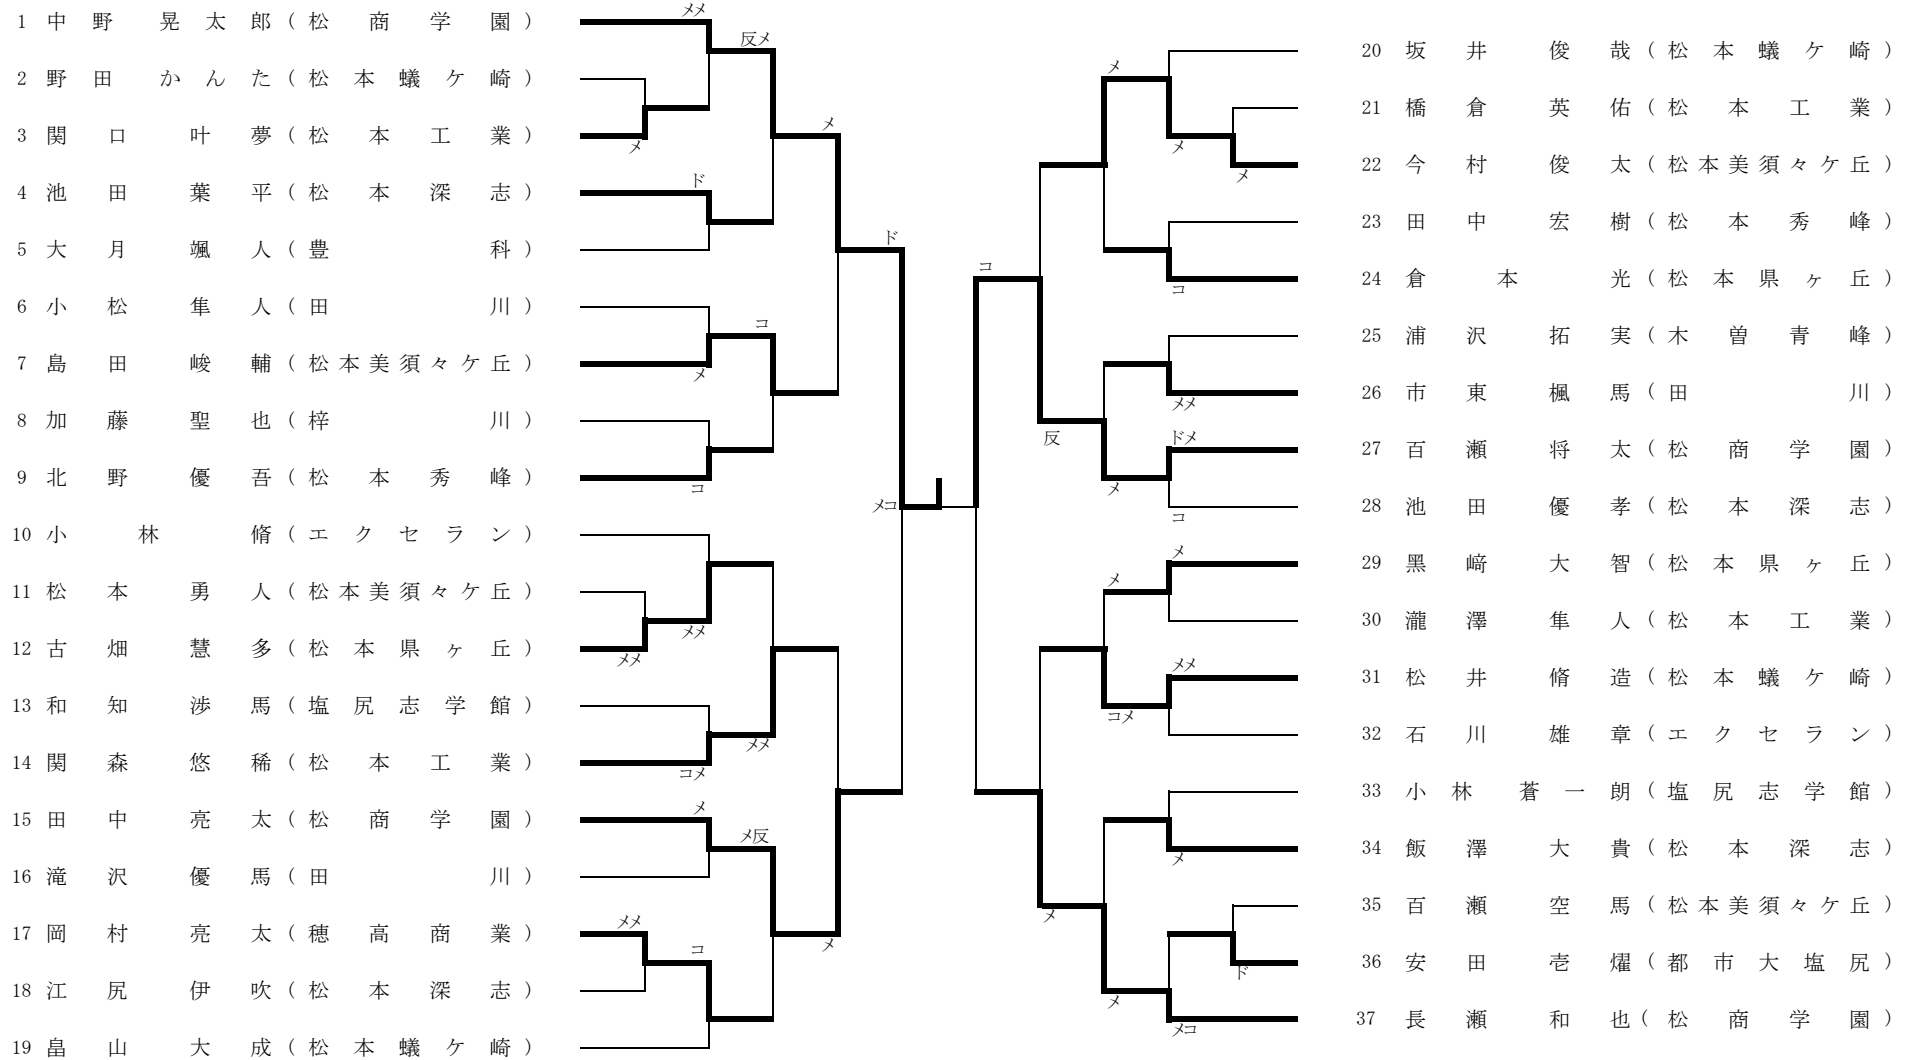 1 中野 晃太郎(松商学園)
2 野田 かんた(松本蟻ケ崎)
3 関口 叶夢(松本工業)
4 池田 葉平(松本深志)
5 大月 颯人(豊科)
6 小松 隼人(田川)
7 島田 峻輔(松本美須々ケ丘)
8 加藤 聖也(梓川)
9 北野 優吾(松本秀峰)
10 小林 脩(エクセラン)
11 松本 勇人(松本美須々ケ丘)
12 古畑 慧多(松本県ヶ丘)
13 和知 渉馬(塩尻志学館)
14 関森 悠稀(松本工業)
15 田中 亮太(松商学園)
16 滝沢 優馬(田川)
17 岡村 亮太(穂高商業)
18 江尻 伊吹(松本深志)
19 畠山 大成(松本蟻ケ崎)
メメ
反メ
メ
メ
ド
ド
コ
メ
コ
メコ
メメ
メメ
メメ
コメ
メ
メ反
メメ
コ
メ
メ
メ
メ
コ
コ
メメ
反
ドメ
メ
コ
メ
メ
メメ
コメ
メ
メ
ド
メ
メコ
20 坂井 俊哉(松本蟻ケ崎)
21 橋倉 英佑(松本工業)
22 今村 俊太(松本美須々ケ丘)
23 田中 宏樹(松本秀峰)
24 倉本 光(松本県ヶ丘)
25 浦沢 拓実(木曽青峰)
26 市東 楓馬(田川)
27 百瀬 将太(松商学園)
28 池田 優孝(松本深志)
29 黒﨑 大智(松本県ヶ丘)
30 瀧澤 隼人(松本工業)
31 松井 脩造(松本蟻ケ崎)
32 石川 雄章(エクセラン)
33 小林 蒼一朗(塩尻志学館)
34 飯澤 大貴(松本深志)
35 百瀬 空馬(松本美須々ケ丘)
36 安田 壱燿(都市大塩尻)
37 長瀬 和也(松商学園)